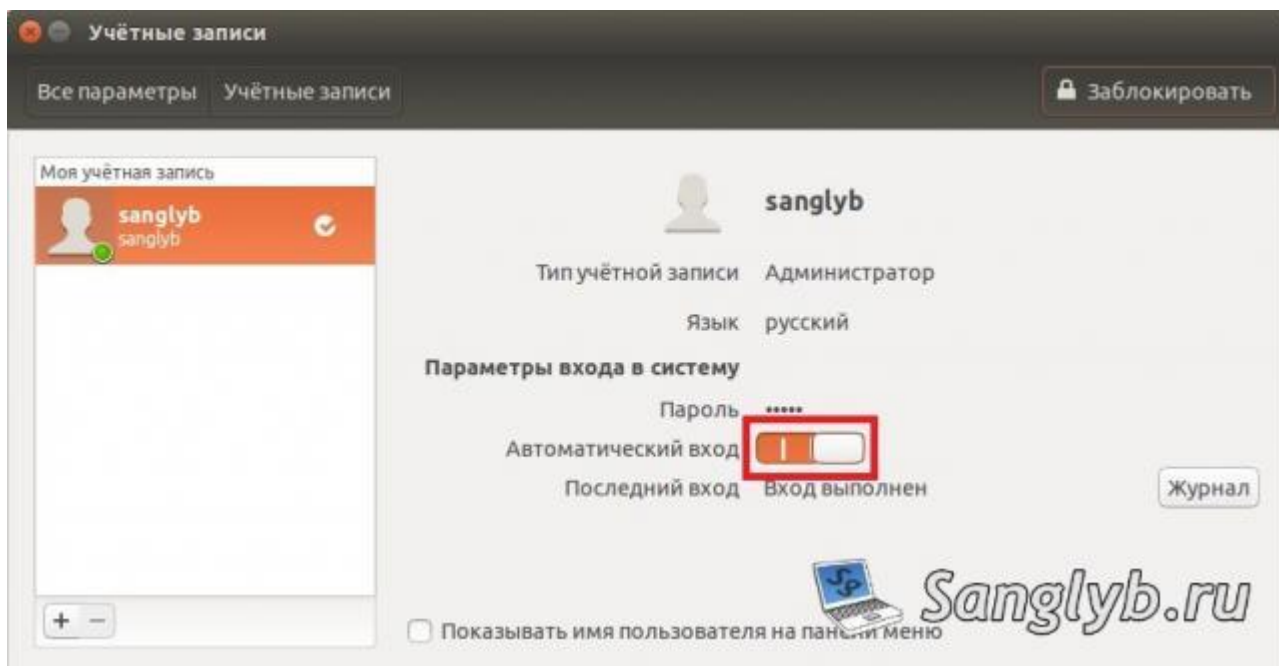 Учётные записи
Все параметры Учётные записи Заблокировать
Моя учётная запись
sanglyb
sanglyb
sanglyb
Тип учётной записи Администратор
Язык русский
Параметры входа в систему
Пароль •••••
Автоматический вход
Последний вход Вход выполнен Журнал
SP
Sanglyb.ru
+ −
Показывать имя пользователя на панели меню